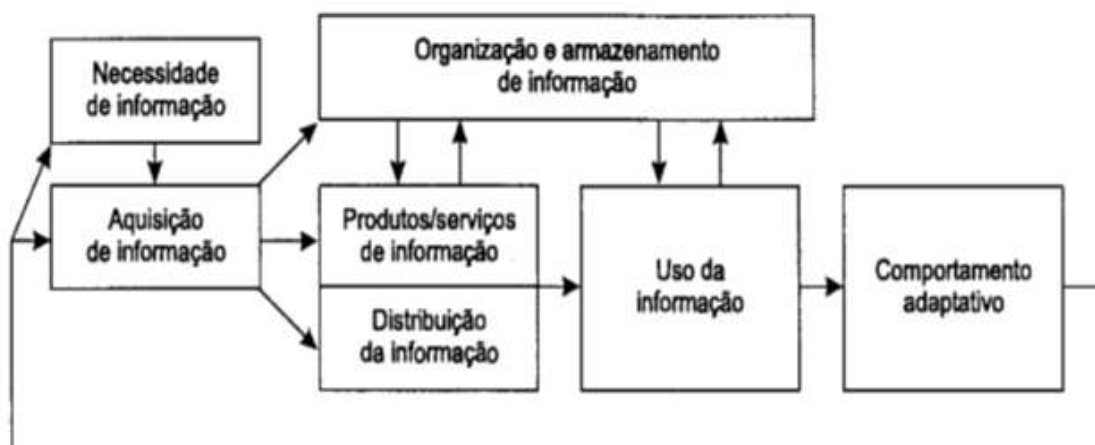 Necessidade
de informação
Organização e armazenamento
de informação
Aquisição
de informação
Produtos/serviços
de informação
Distribuição
da informação
Uso da
informação
Comportamento
adaptativo